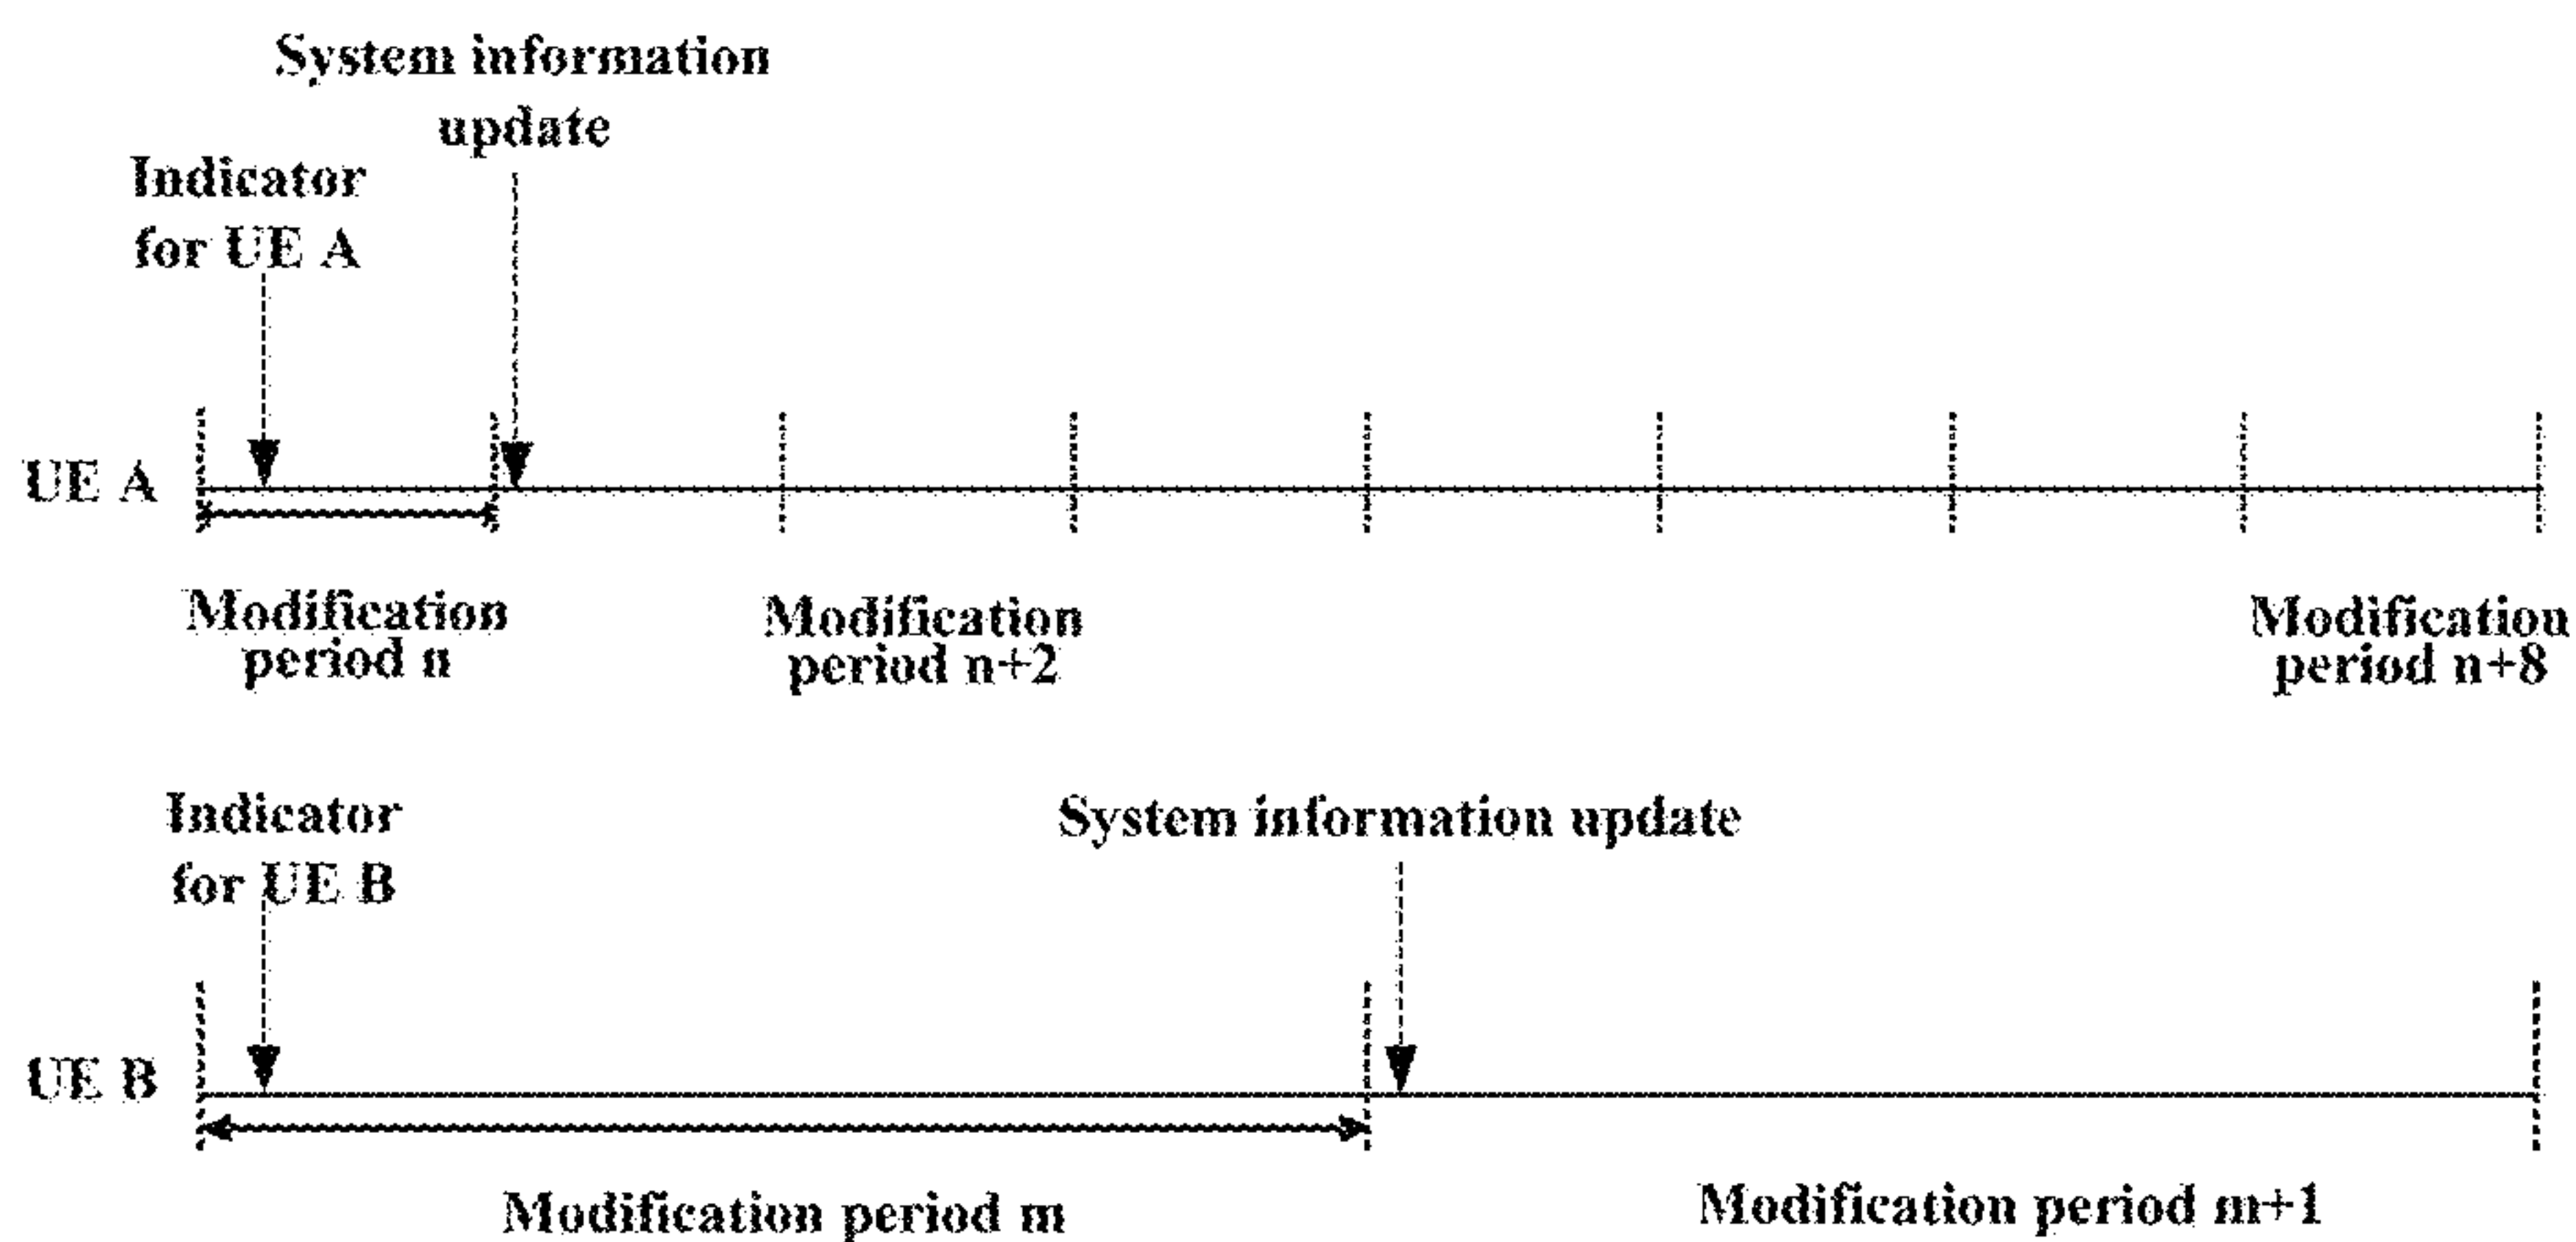 System information
update
Indicator
for UE A
UE A
Modification
period n
Modification
period n+2
Modification
period n+8
Indicator
for UE B
System information update
UE B
Modification period m
Modification period m+1